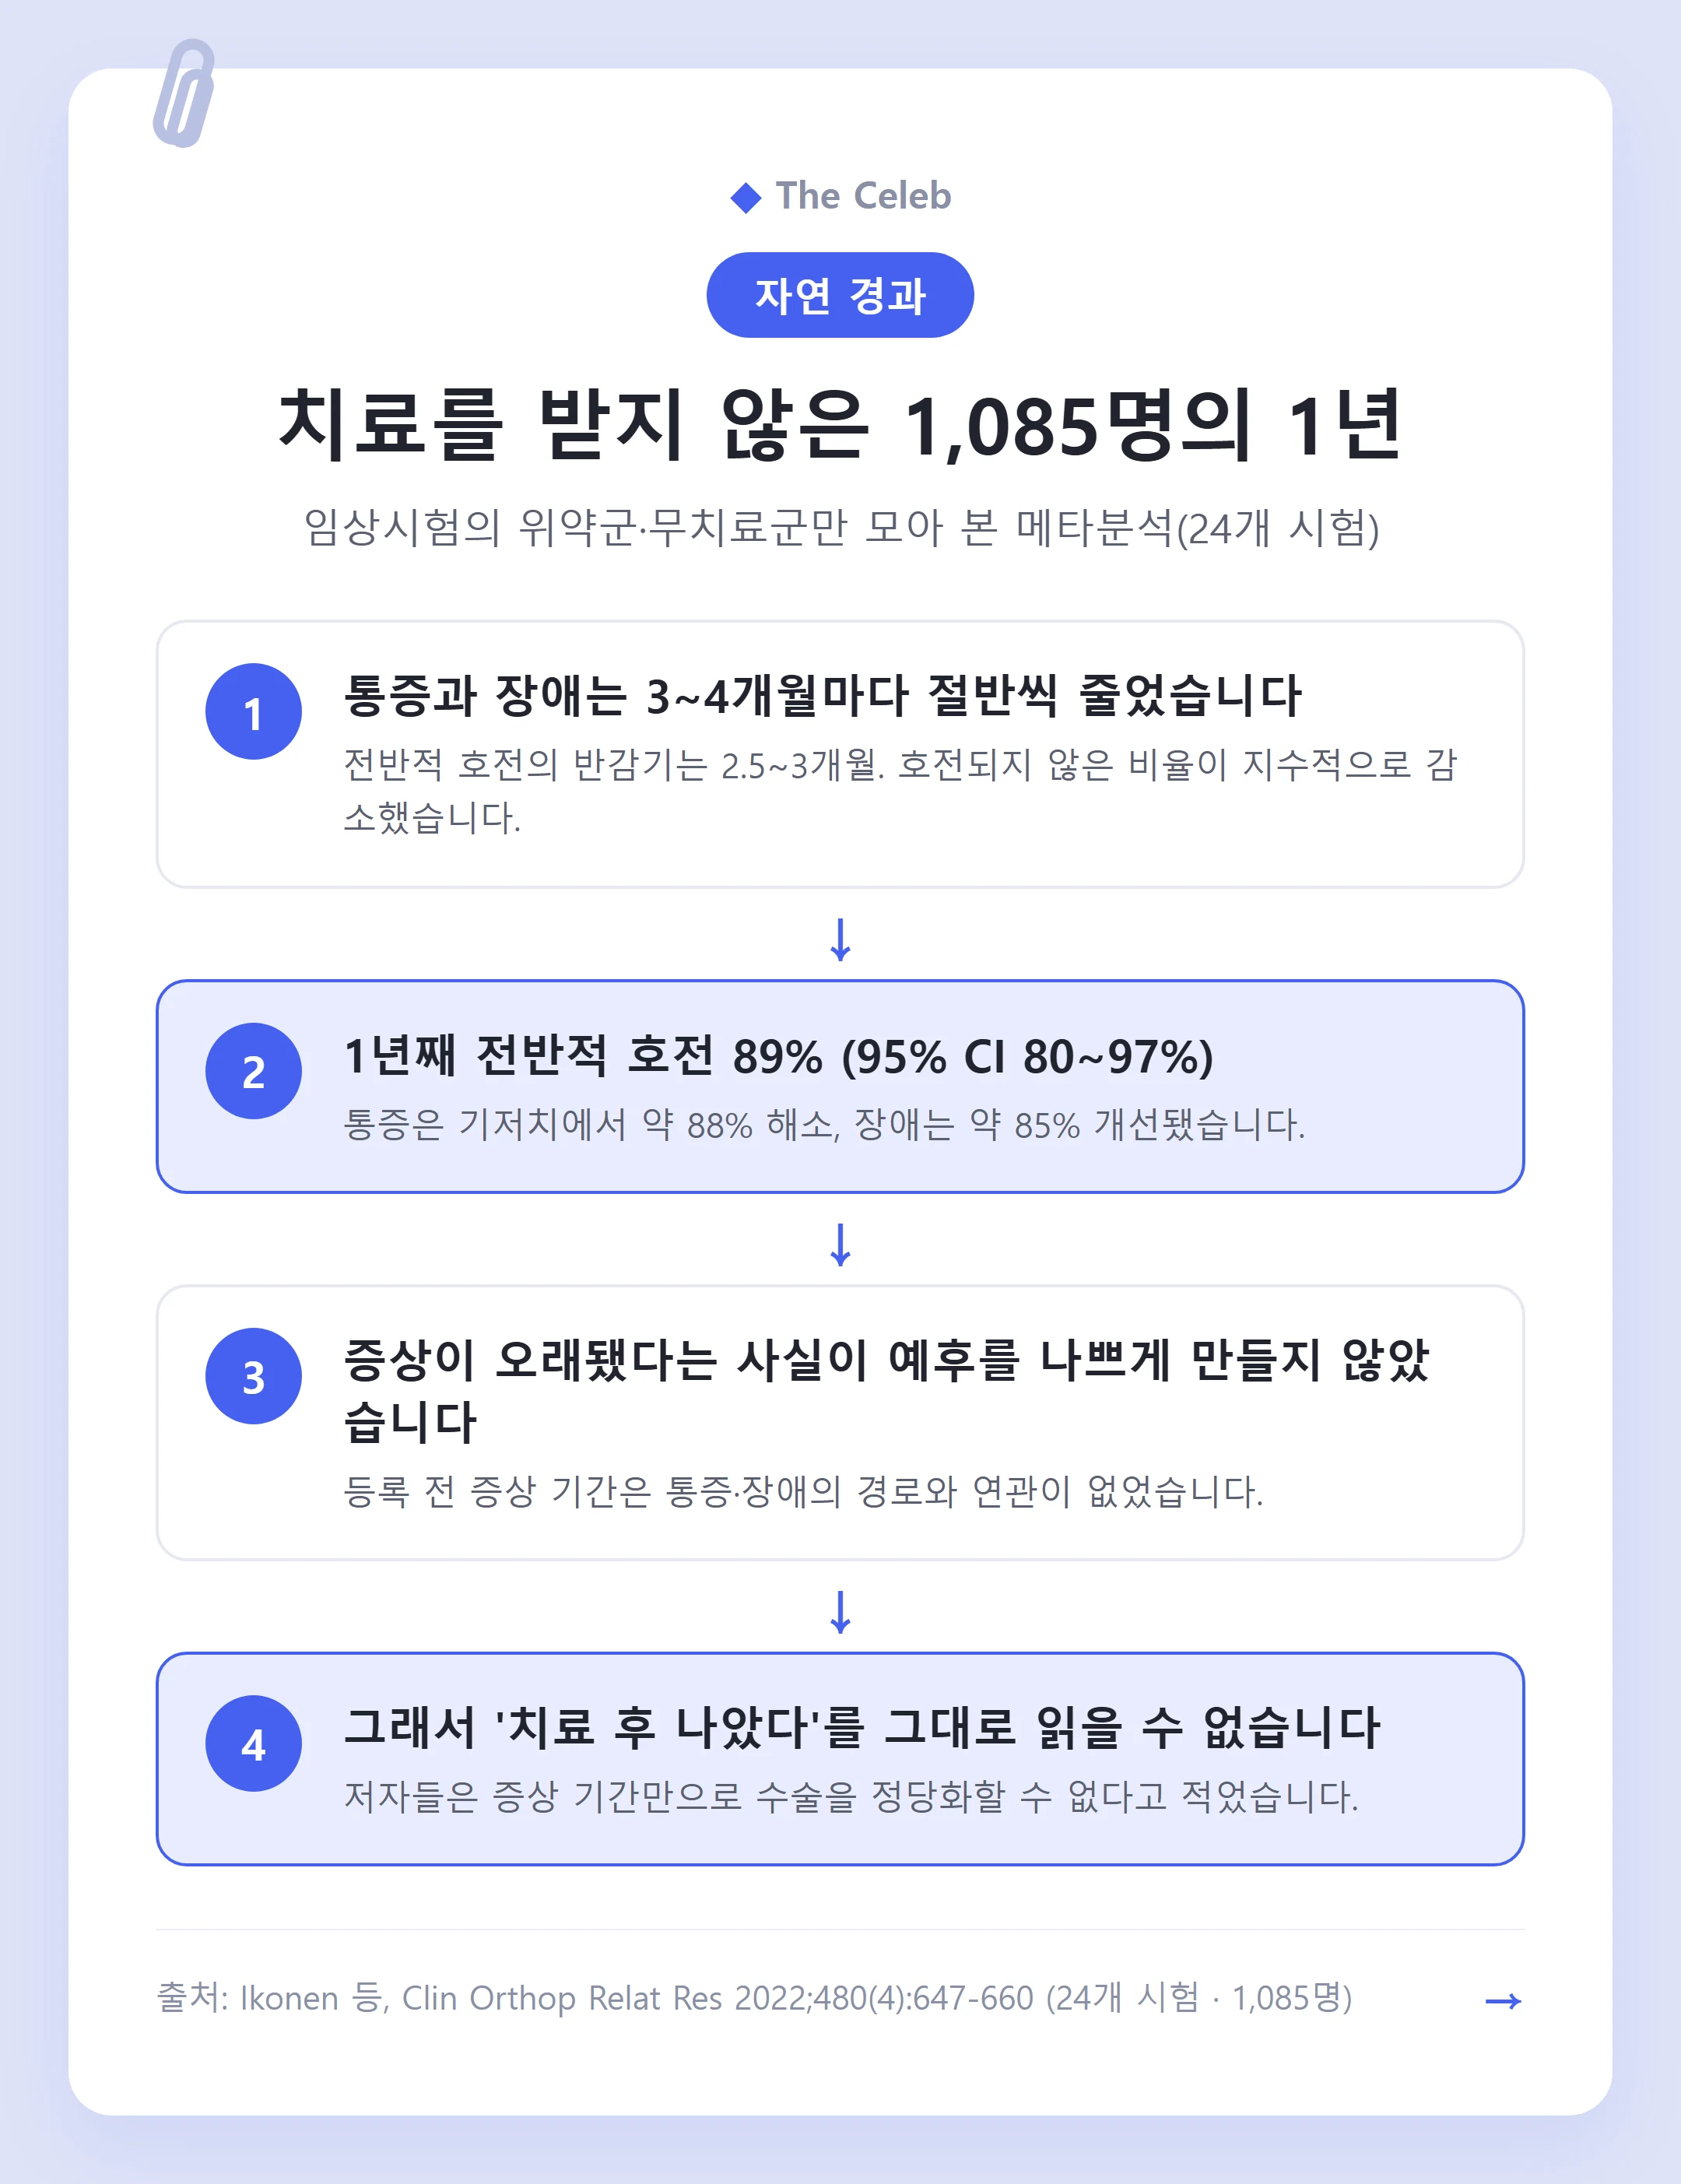 ◆ The Celeb
자연 경과
치료를 받지 않은 1,085명의 1년
임상시험의 위약군·무치료군만 모아 본 메타분석(24개 시험)
1
통증과 장애는 3~4개월마다 절반씩 줄었습니다
전반적 호전의 반감기는 2.5~3개월. 호전되지 않은 비율이 지수적으로 감
소했습니다.
↓
2
1년째 전반적 호전 89% (95% CI 80~97%)
통증은 기저치에서 약 88% 해소, 장애는 약 85% 개선됐습니다.
↓
3
증상이 오래됐다는 사실이 예후를 나쁘게 만들지 않았
습니다
등록 전 증상 기간은 통증·장애의 경로와 연관이 없었습니다.
↓
4
그래서 '치료 후 나았다'를 그대로 읽을 수 없습니다
저자들은 증상 기간만으로 수술을 정당화할 수 없다고 적었습니다.
출처: Ikonen 등, Clin Orthop Relat Res 2022;480(4):647-660 (24개 시험 · 1,085명) →